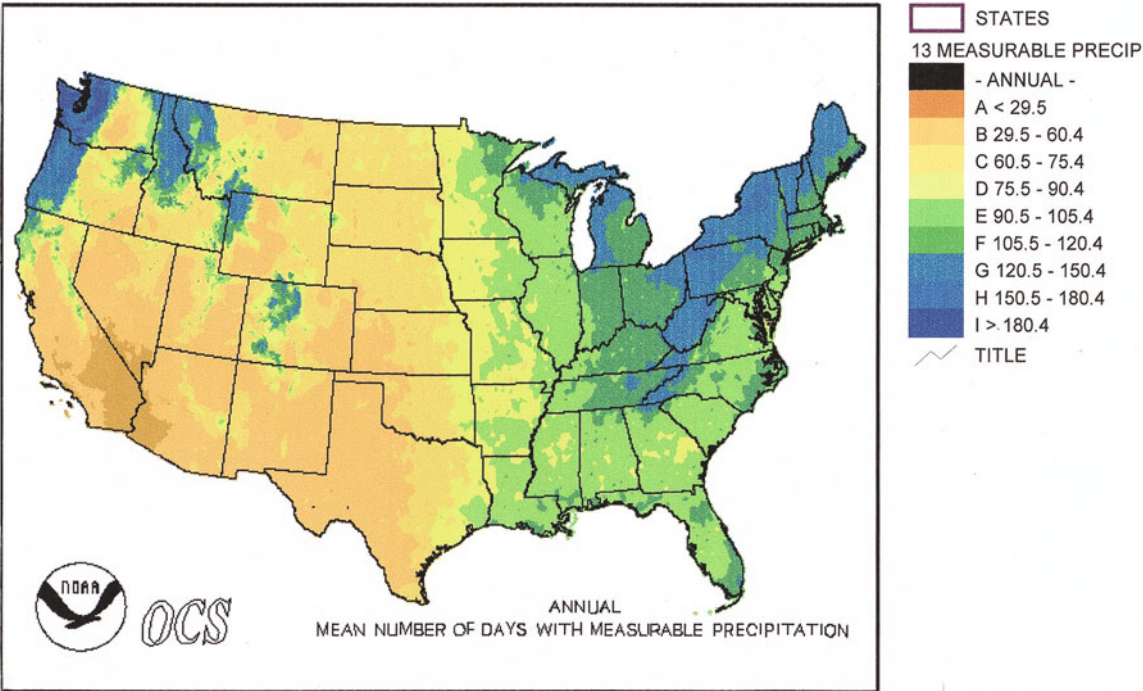 STATES
13 MEASURABLE PRECIP
- ANNUAL -
A < 29.5
B 29.5 - 60.4
C 60.5 - 75.4
D 75.5 - 90.4
E 90.5 - 105.4
F 105.5 - 120.4
G 120.5 - 150.4
H 150.5 - 180.4
I > 180.4
TITLE
NOAA
OCS
ANNUAL
MEAN NUMBER OF DAYS WITH MEASURABLE PRECIPITATION